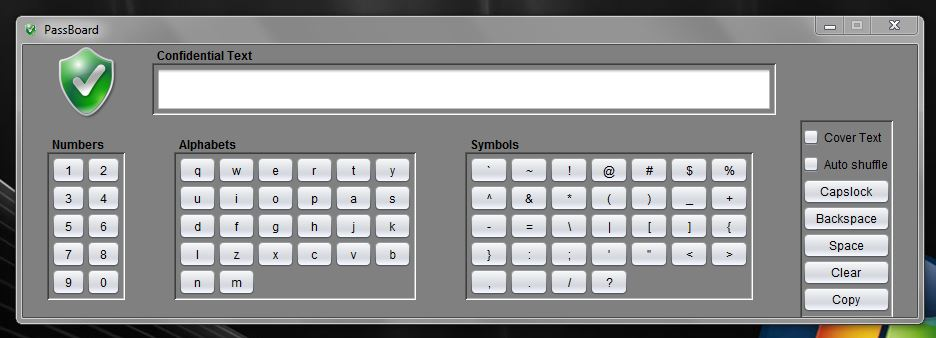 PassBoard
Confidential Text
Numbers Alphabets Symbols
Cover Text
Auto shuffle
1 2 q w e r t y ` ~ ! @ # $ %
Capslock
3 4 u i o p a s ^ & * ( ) _ +
Backspace
5 6 d f g h j k - = \ | [ ] {
Space
7 8 l z x c v b } : ; ' " < >
Clear
9 0 n m , . / ?
Copy